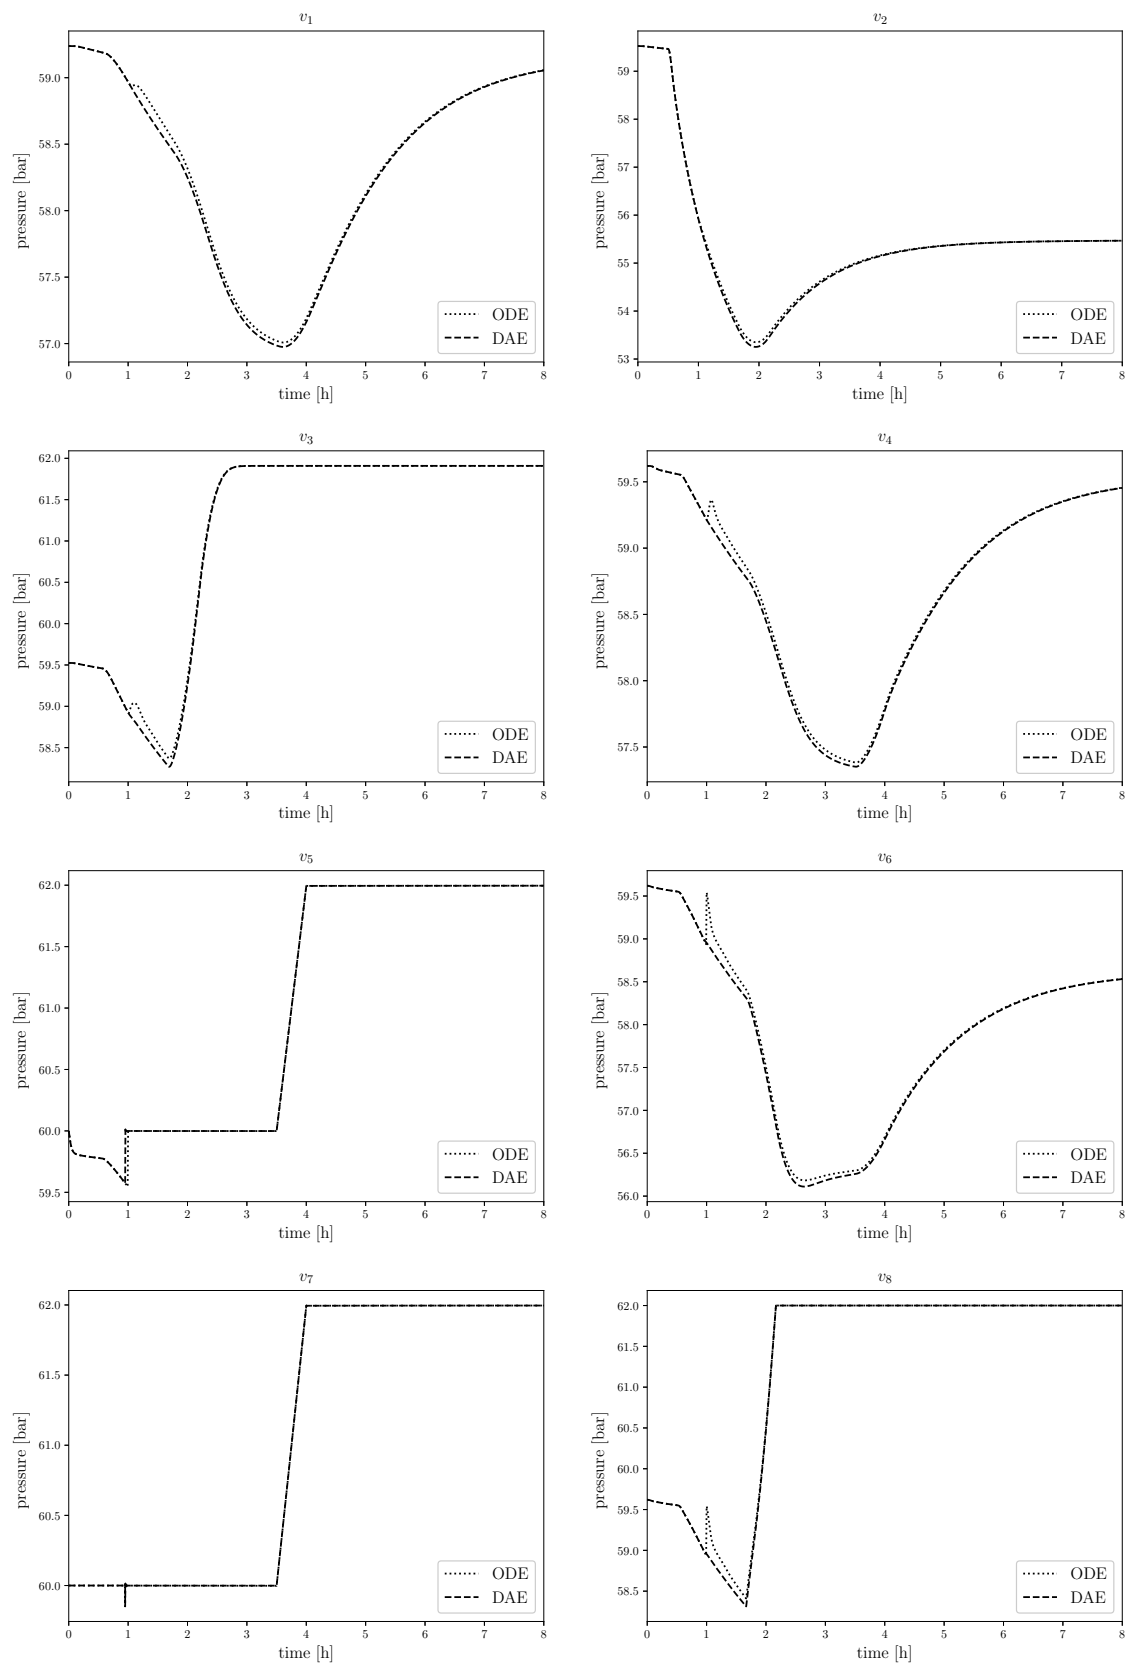 v1
pressure [bar]
59.0
58.5
58.0
57.5
57.0
0 1 2 3 4 5 6 7 8
time [h]
ODE
DAE
v2
pressure [bar]
59
58
57
56
55
54
53
0 1 2 3 4 5 6 7 8
time [h]
ODE
DAE
v3
pressure [bar]
62.0
61.5
61.0
60.5
60.0
59.5
59.0
58.5
0 1 2 3 4 5 6 7 8
time [h]
ODE
DAE
v4
pressure [bar]
59.5
59.0
58.5
58.0
57.5
0 1 2 3 4 5 6 7 8
time [h]
ODE
DAE
v5
pressure [bar]
62.0
61.5
61.0
60.5
60.0
59.5
0 1 2 3 4 5 6 7 8
time [h]
ODE
DAE
v6
pressure [bar]
59.5
59.0
58.5
58.0
57.5
57.0
56.5
56.0
0 1 2 3 4 5 6 7 8
time [h]
ODE
DAE
v7
pressure [bar]
62.0
61.5
61.0
60.5
60.0
0 1 2 3 4 5 6 7 8
time [h]
ODE
DAE
v8
pressure [bar]
62.0
61.5
61.0
60.5
60.0
59.5
59.0
58.5
0 1 2 3 4 5 6 7 8
time [h]
ODE
DAE